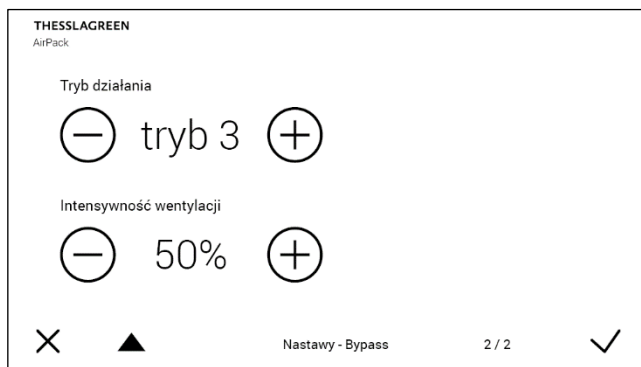 THESSLAGREEN
AirPack
Tryb działania
tryb 3
Intensywność wentylacji
50%
Nastawy - Bypass 2 / 2